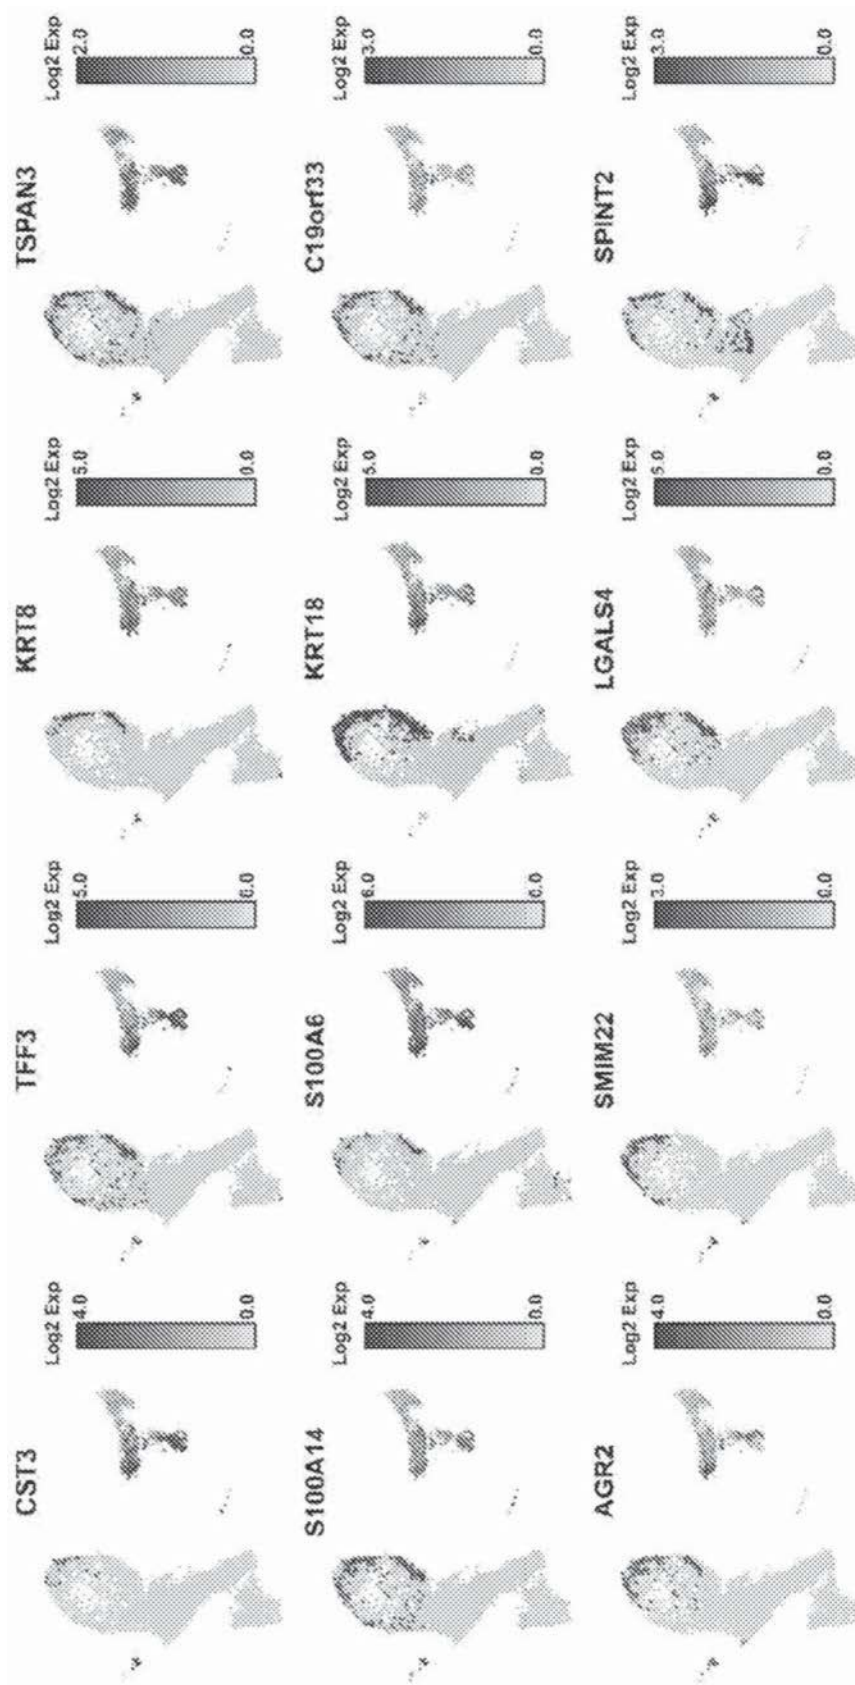 CST3
Log2 Exp
4.0
0.0
TFF3
Log2 Exp
5.0
0.0
KRT8
Log2 Exp
5.0
0.0
TSPAN3
Log2 Exp
2.0
0.0
S100A14
Log2 Exp
4.0
0.0
S100A6
Log2 Exp
6.0
0.0
KRT18
Log2 Exp
5.0
0.0
C19orf33
Log2 Exp
3.0
0.0
AGR2
Log2 Exp
4.0
0.0
SMIM22
Log2 Exp
3.0
0.0
LGALS4
Log2 Exp
5.0
0.0
SPINT2
Log2 Exp
3.0
0.0